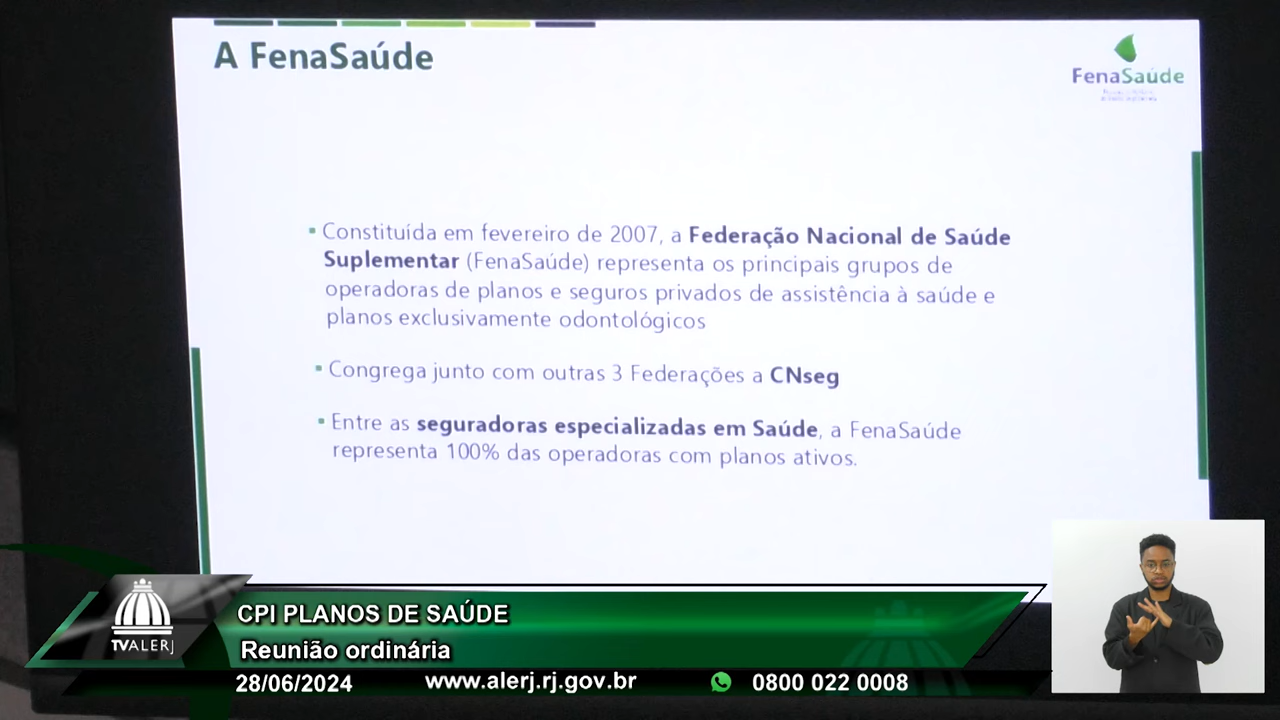 A FenaSaúde
FenaSaúde
Constituída em fevereiro de 2007, a Federação Nacional de Saúde
Suplementar (FenaSaúde) representa os principais grupos de
operadoras de planos e seguros privados de assistência à saúde e
planos exclusivamente odontológicos
Congrega junto com outras 3 Federações a CNseg
Entre as seguradoras especializadas em Saúde, a FenaSaúde
representa 100% das operadoras com planos ativos.
CPI PLANOS DE SAÚDE
TVALERJ
Reunião ordinária
28/06/2024 www.alerj.rj.gov.br 0800 022 0008